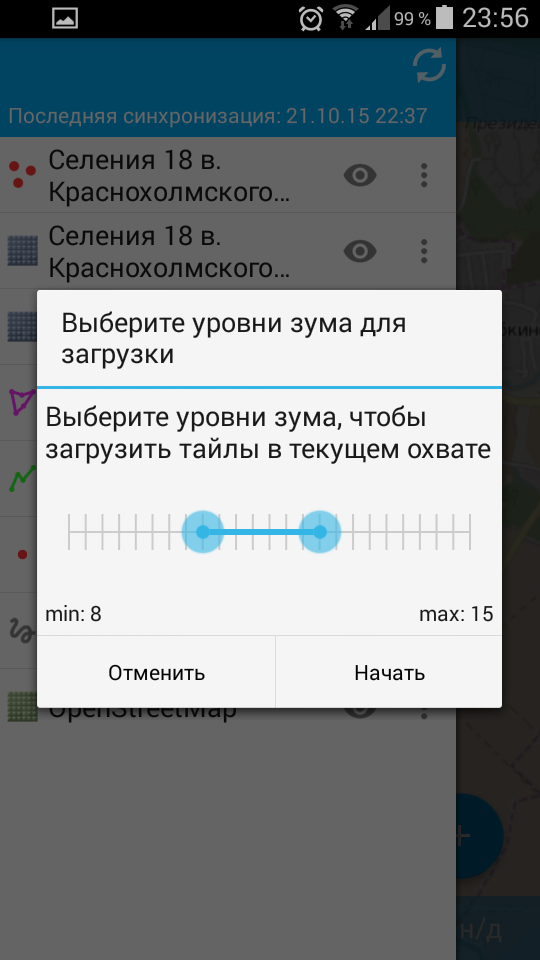 99 %
23:56
Последняя синхронизация: 21.10.15 22:37
Селения 18 в.
Краснохолмского...
Селения 18 в.
Краснохолмского...
Выберите уровни зума для
загрузки
Выберите уровни зума, чтобы
загрузить тайлы в текущем охвате
min: 8
max: 15
Отменить
Начать
OpenStreetMap
н/д